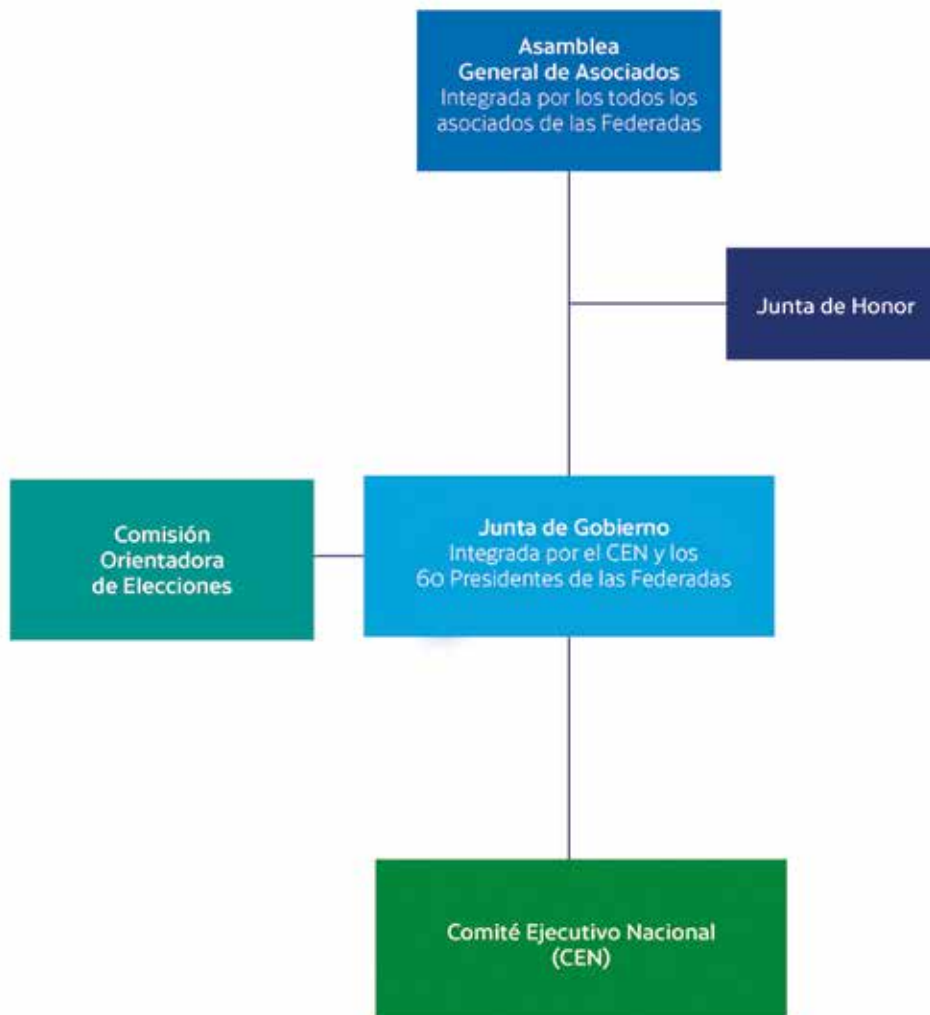 Asamblea
General de Asociados
Integrada por los todos los
asociados de las Federadas
Junta de Honor
Comisión
Orientadora
de Elecciones
Junta de Gobierno
Integrada por el CEN y los
60 Presidentes de las Federadas
Comité Ejecutivo Nacional
(CEN)